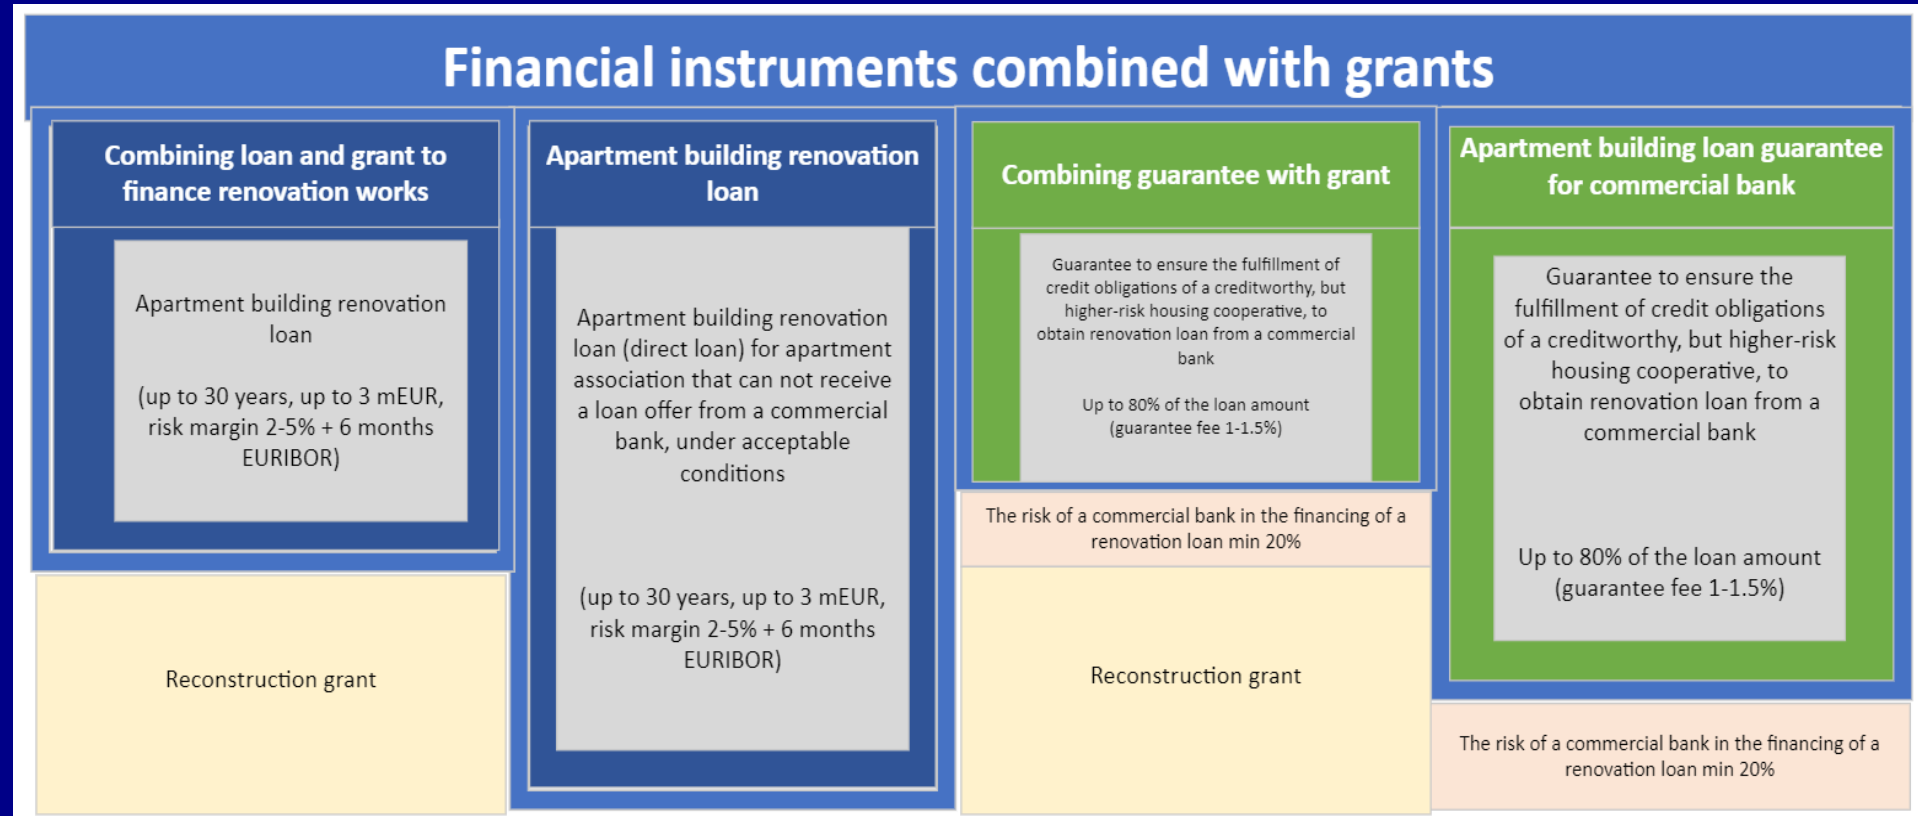 Financial instruments combined with grants
Combining loan and grant to
finance renovation works
Apartment building renovation
loan
(up to 30 years, up to 3 mEUR,
risk margin 2-5% + 6 months
EURIBOR)
Reconstruction grant
Apartment building renovation
loan
Apartment building renovation
loan (direct loan) for apartment
association that can not receive
a loan offer from a commercial
bank, under acceptable
conditions
(up to 30 years, up to 3 mEUR,
risk margin 2-5% + 6 months
EURIBOR)
Combining guarantee with grant
Guarantee to ensure the fulfillment of
credit obligations of a creditworthy, but
higher-risk housing cooperative, to
obtain renovation loan from a commercial
bank
Up to 80% of the loan amount
(guarantee fee 1-1.5%)
The risk of a commercial bank in the financing of a
renovation loan min 20%
Reconstruction grant
Apartment building loan guarantee
for commercial bank
Guarantee to ensure the
fulfillment of credit obligations
of a creditworthy, but higher-risk
housing cooperative, to
obtain renovation loan from a
commercial bank
Up to 80% of the loan amount
(guarantee fee 1-1.5%)
The risk of a commercial bank in the financing of a
renovation loan min 20%